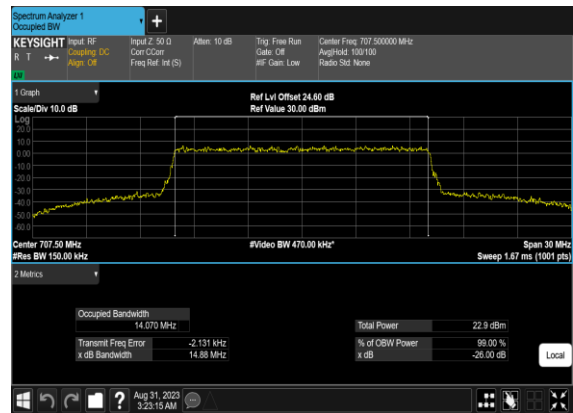 Spectrum Analyzer 1
Occupied BW
+
KEYSIGHT Input: RF Input Z: 50 Ω Atten: 10 dB Trig: Free Run Center Freq: 707.500000 MHz
R T Coupling: DC Corr CCorr Gate: Off Avg|Hold: 100/100
Align: Off Freq Ref: Int (S) #IF Gain: Low Radio Std: None
LW
1 Graph
Ref Lvl Offset 24.60 dB
Scale/Div 10.0 dB Ref Value 30.00 dBm
Log
20.0
10.0
0.00
-10.0
-20.0
-30.0
-40.0
-50.0
-60.0
Center 707.50 MHz #Video BW 470.00 kHz* Span 30 MHz
#Res BW 150.00 kHz Sweep 1.67 ms (1001 pts)
2 Metrics
Occupied Bandwidth
14.070 MHz Total Power 22.9 dBm
Transmit Freq Error -2.131 kHz % of OBW Power 99.00 %
x dB Bandwidth 14.88 MHz x dB -26.00 dB
Local
? Aug 31, 2023
3:23:15 AM